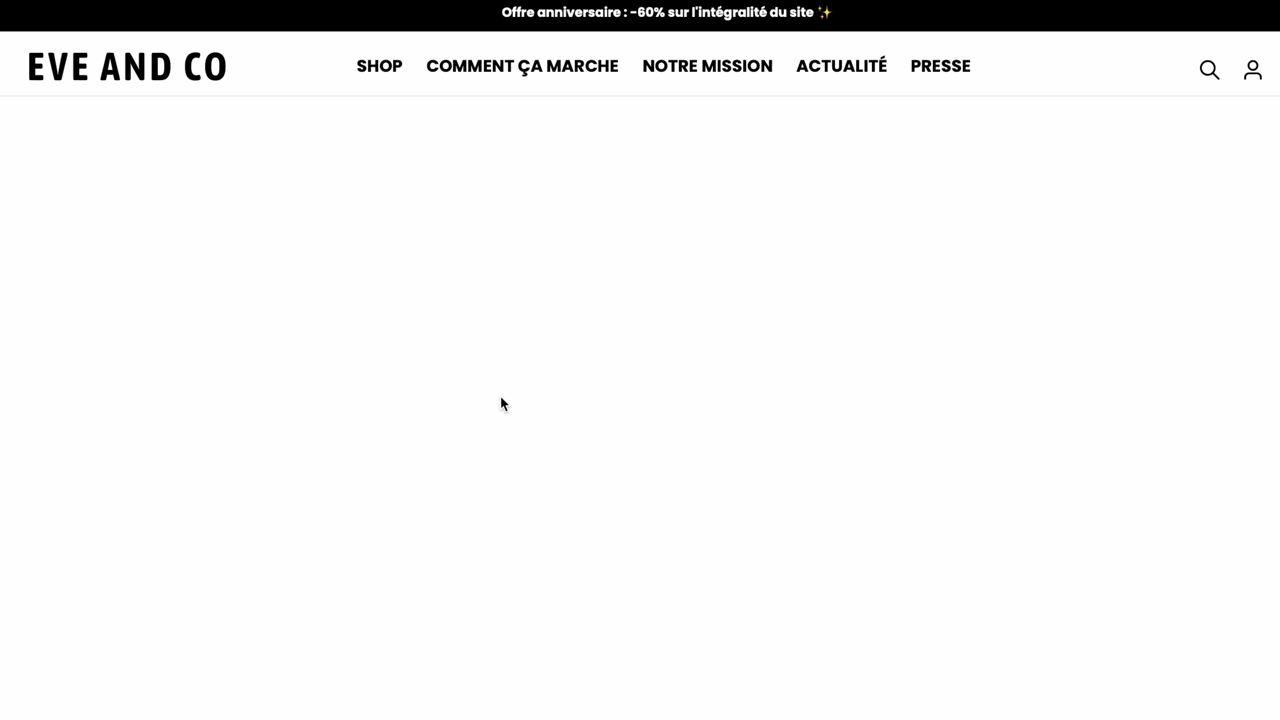 Offre anniversaire : -60% sur l'intégralité du site ✨
EVE AND CO
SHOP COMMENT ÇA MARCHE NOTRE MISSION ACTUALITÉ PRESSE